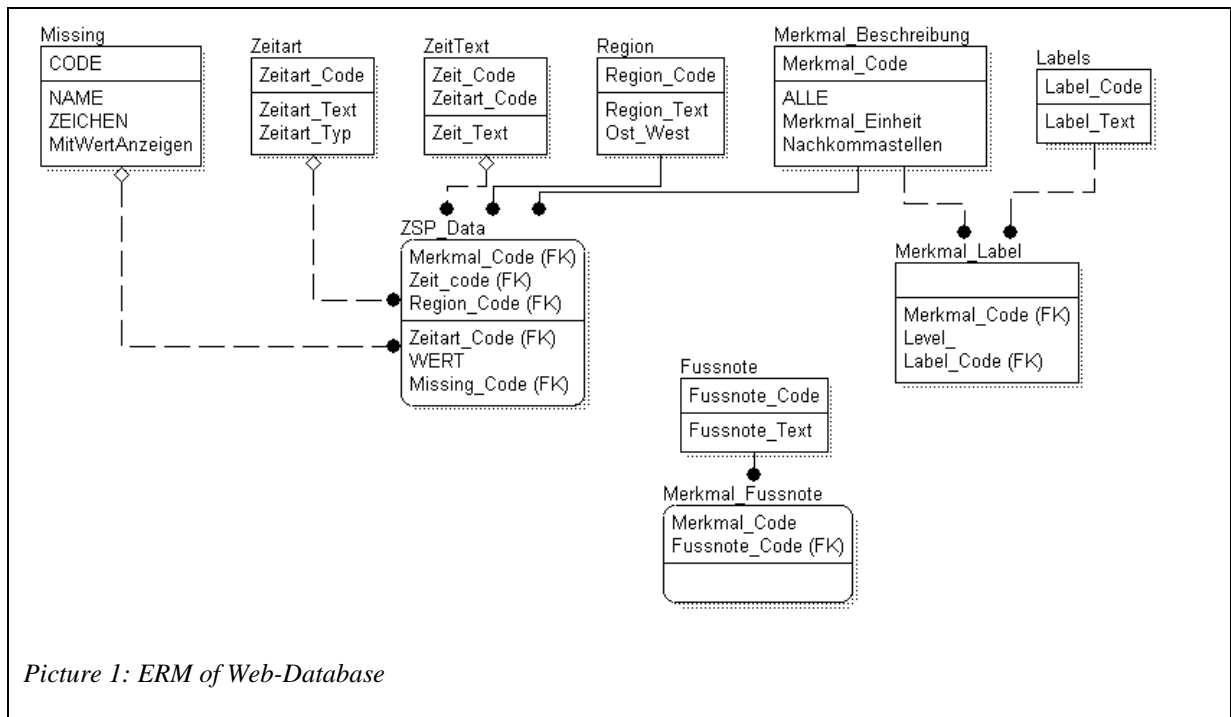 Missing
CODE
NAME
ZEICHEN
MitWertAnzeigen
Zeitart
Zeitart_Code
Zeitart_Text
Zeitart_Typ
ZeitText
Zeit_Code
Zeitart_Code
Zeit_Text
Region
Region_Code
Region_Text
Ost_West
Merkmal_Beschreibung
Merkmal_Code
ALLE
Merkmal_Einheit
Nachkommastellen
Labels
Label_Code
Label_Text
ZSP_Data
Merkmal_Code (FK)
Zeit_code (FK)
Region_Code (FK)
Zeitart_Code (FK)
WERT
Missing_Code (FK)
Merkmal_Label
Merkmal_Code (FK)
Level_
Label_Code (FK)
Fussnote
Fussnote_Code
Fussnote_Text
Merkmal_Fussnote
Merkmal_Code
Fussnote_Code (FK)
Picture 1: ERM of Web-Database